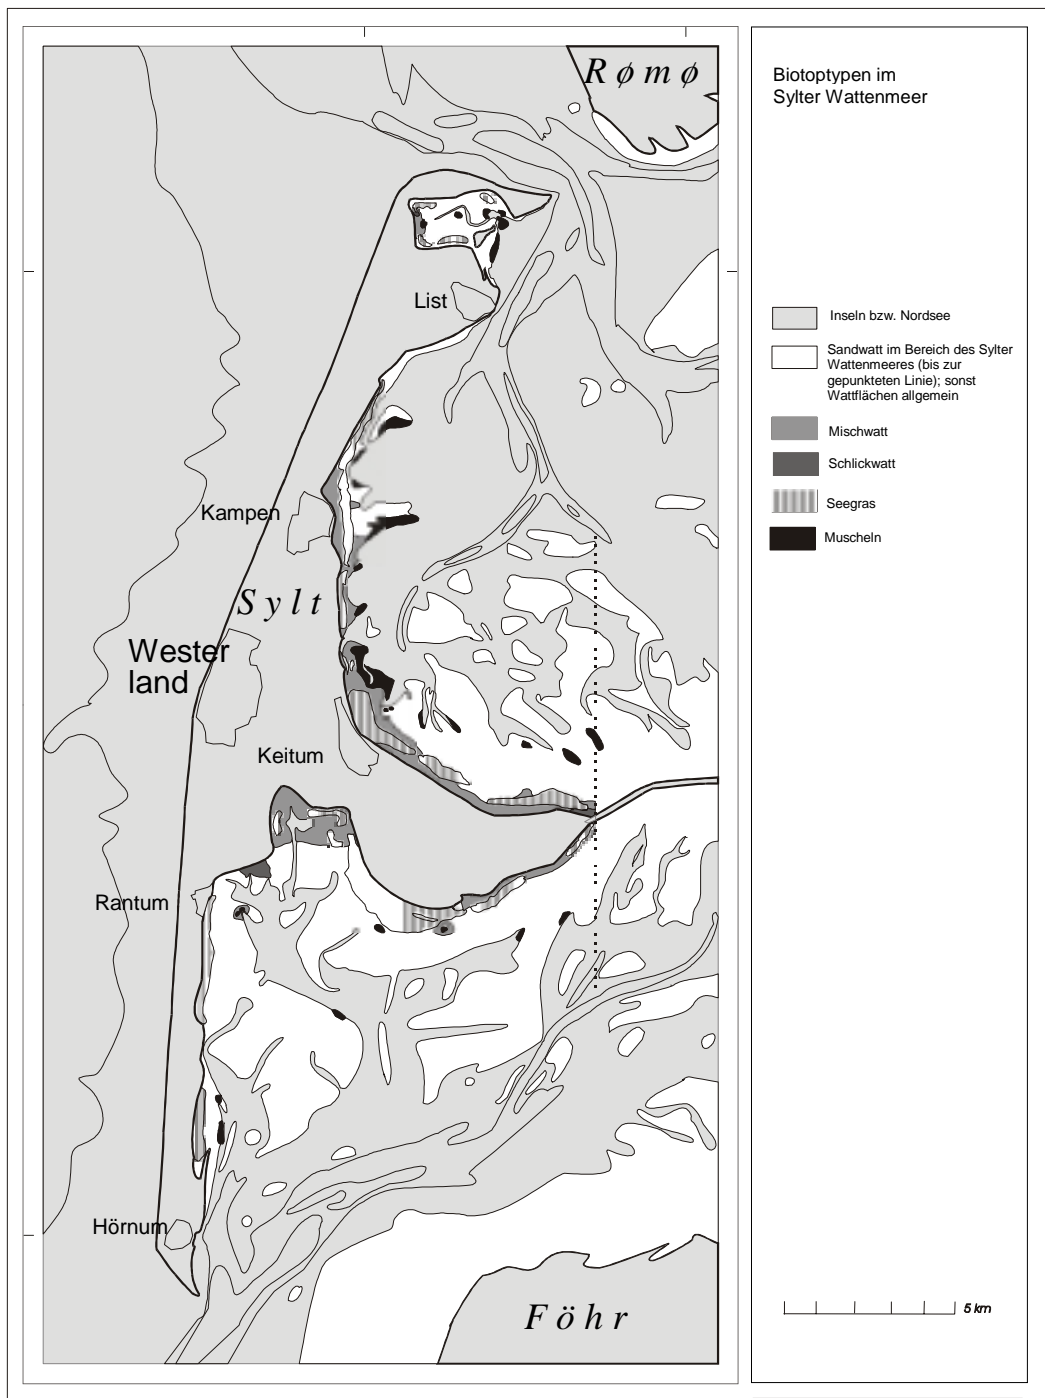 Rømø
List
Kampen
Sylt
Wester
land
Keitum
Rantum
Hörnum
Föhr
Biotoptypen im
Sylter Wattenmeer
Inseln bzw. Nordsee
Sandwatt im Bereich des Sylter
Wattenmeeres (bis zur
gepunkteten Linie); sonst
Wattflächen allgemein
Mischwatt
Schlickwatt
Seegras
Muscheln
5 km